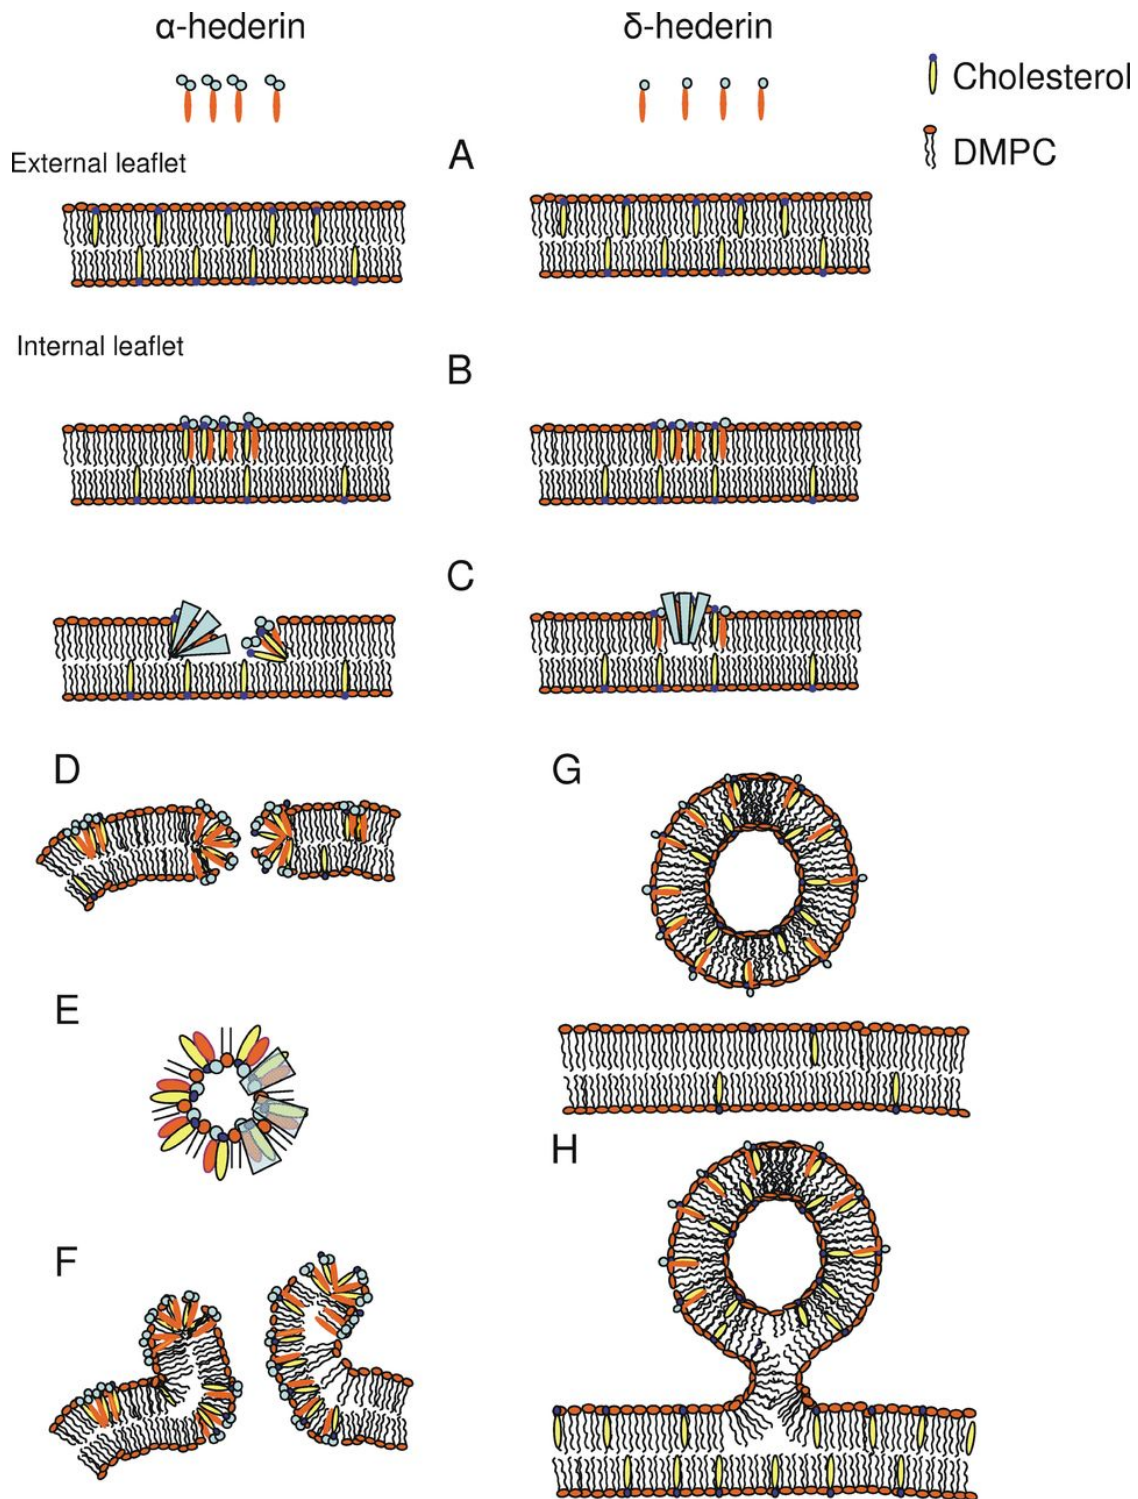 α-hederin
δ-hederin
Cholesterol
DMPC
External leaflet
A
Internal leaflet
B
C
D
G
E
H
F